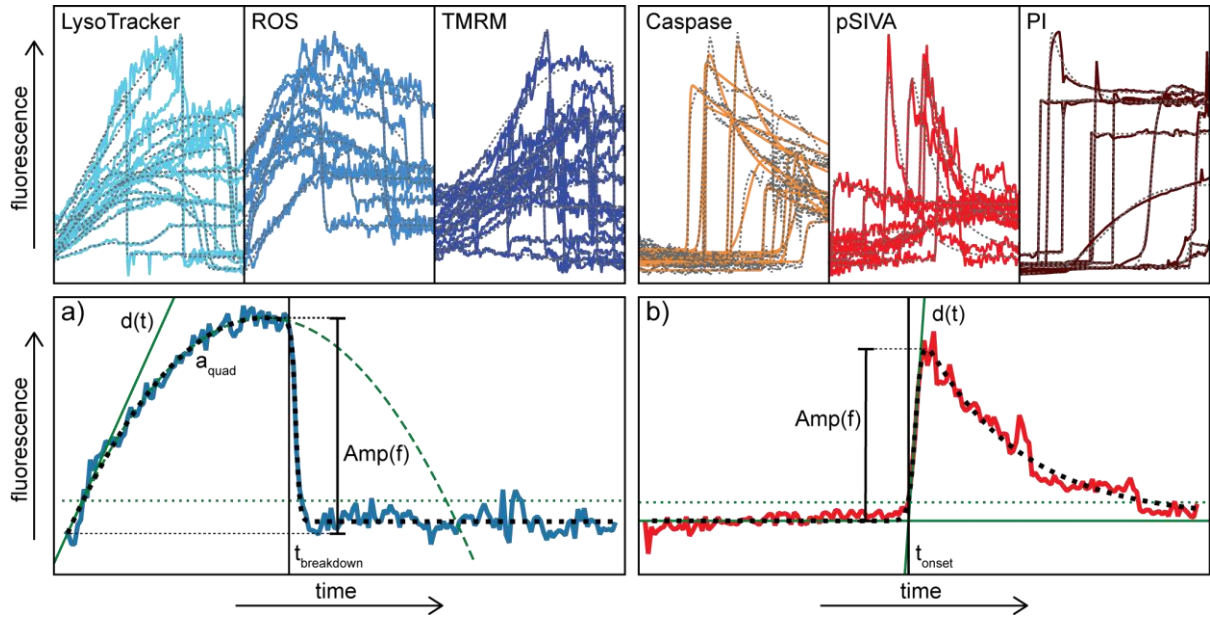 LysoTracker
ROS
TMRM
Caspase
pSIVA
PI
fluorescence
a)
d(t)
a_quad
Amp(f)
t_breakdown
fluorescence
time
b)
d(t)
Amp(f)
t_onset
time